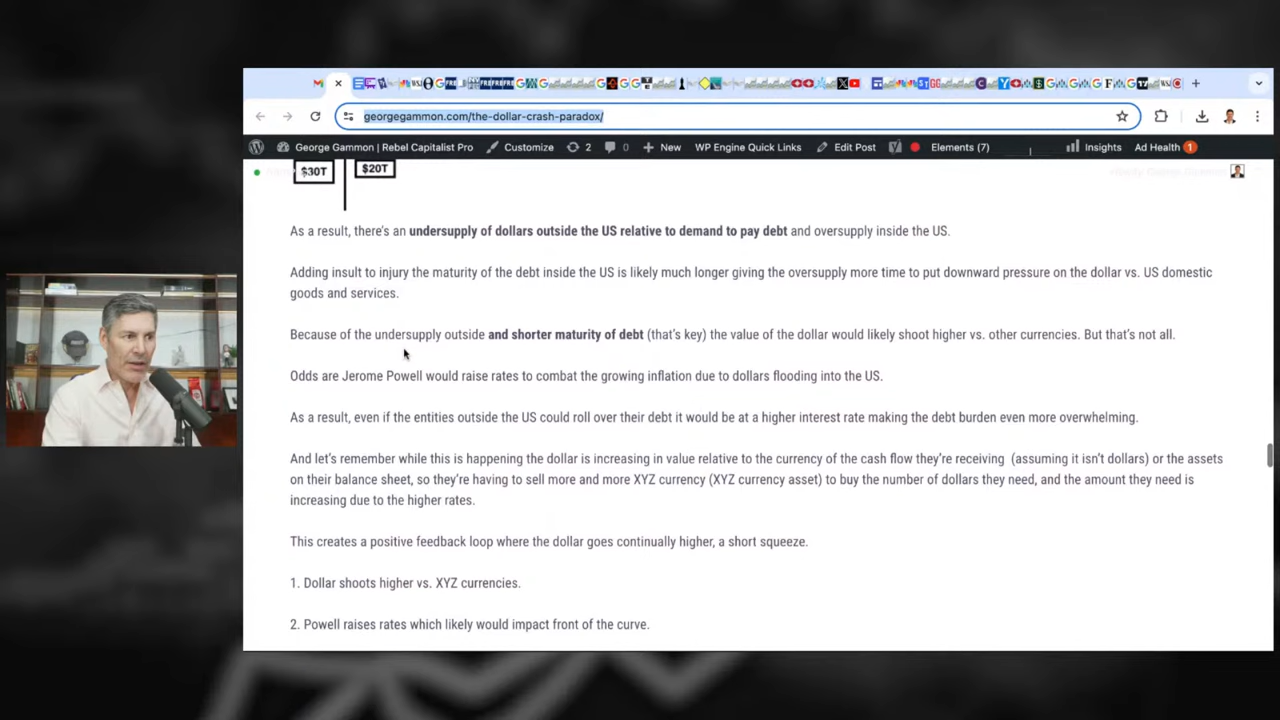 georgegammon.com/the-dollar-crash-paradox/
George Gammon | Rebel Capitalist Pro Customize 2 0 New WP Engine Quick Links Edit Post Elements (7) Insights Ad Health 1
$30T $20T
As a result, there's an undersupply of dollars outside the US relative to demand to pay debt and oversupply inside the US.
Adding insult to injury the maturity of the debt inside the US is likely much longer giving the oversupply more time to put downward pressure on the dollar vs. US domestic
goods and services.
Because of the undersupply outside and shorter maturity of debt (that's key) the value of the dollar would likely shoot higher vs. other currencies. But that's not all.
Odds are Jerome Powell would raise rates to combat the growing inflation due to dollars flooding into the US.
As a result, even if the entities outside the US could roll over their debt it would be at a higher interest rate making the debt burden even more overwhelming.
And let's remember while this is happening the dollar is increasing in value relative to the currency of the cash flow they're receiving (assuming it isn't dollars) or the assets
on their balance sheet, so they're having to sell more and more XYZ currency (XYZ currency asset) to buy the number of dollars they need, and the amount they need is
increasing due to the higher rates.
This creates a positive feedback loop where the dollar goes continually higher, a short squeeze.
1. Dollar shoots higher vs. XYZ currencies.
2. Powell raises rates which likely would impact front of the curve.